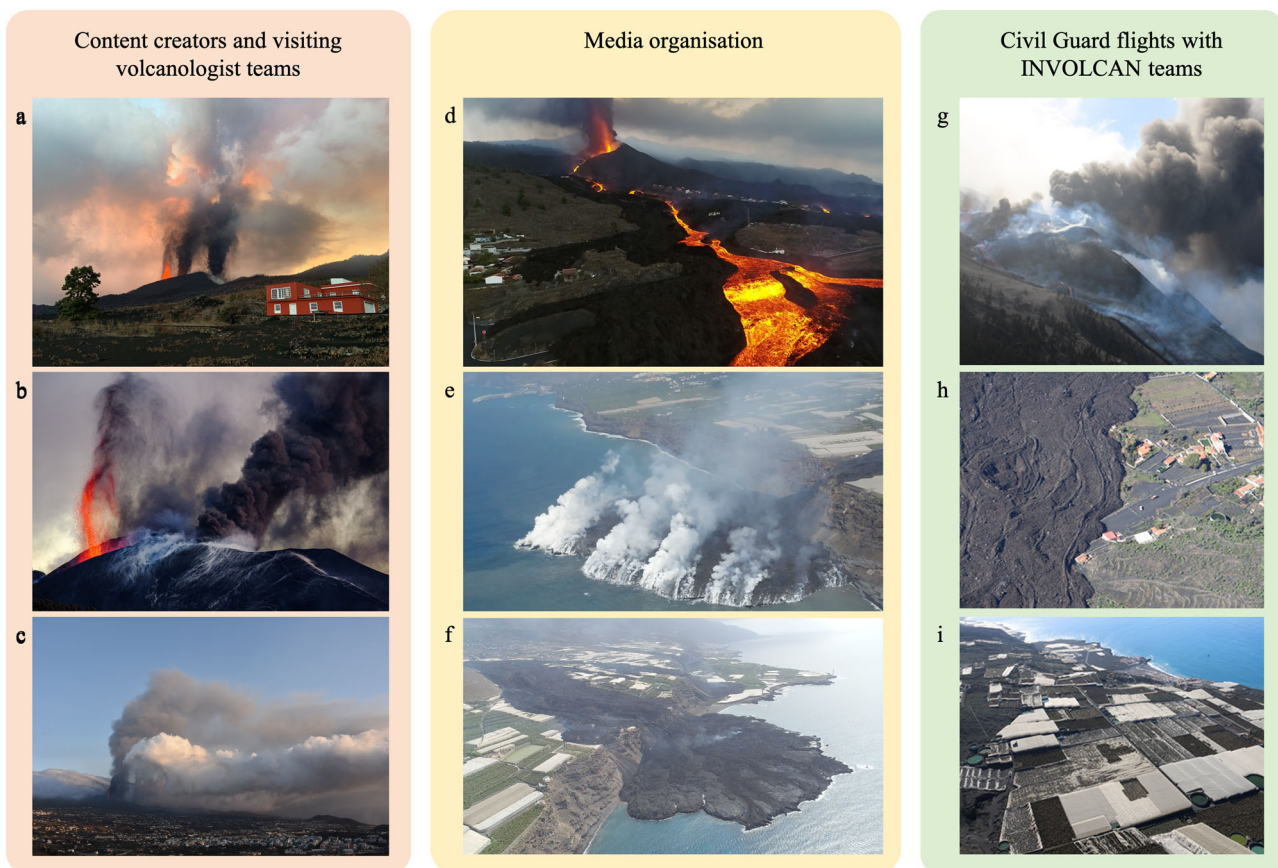 Content creators and visiting
volcanologist teams
a
b
c
Media organisation
d
e
f
Civil Guard flights with
INVOLCAN teams
g
h
i